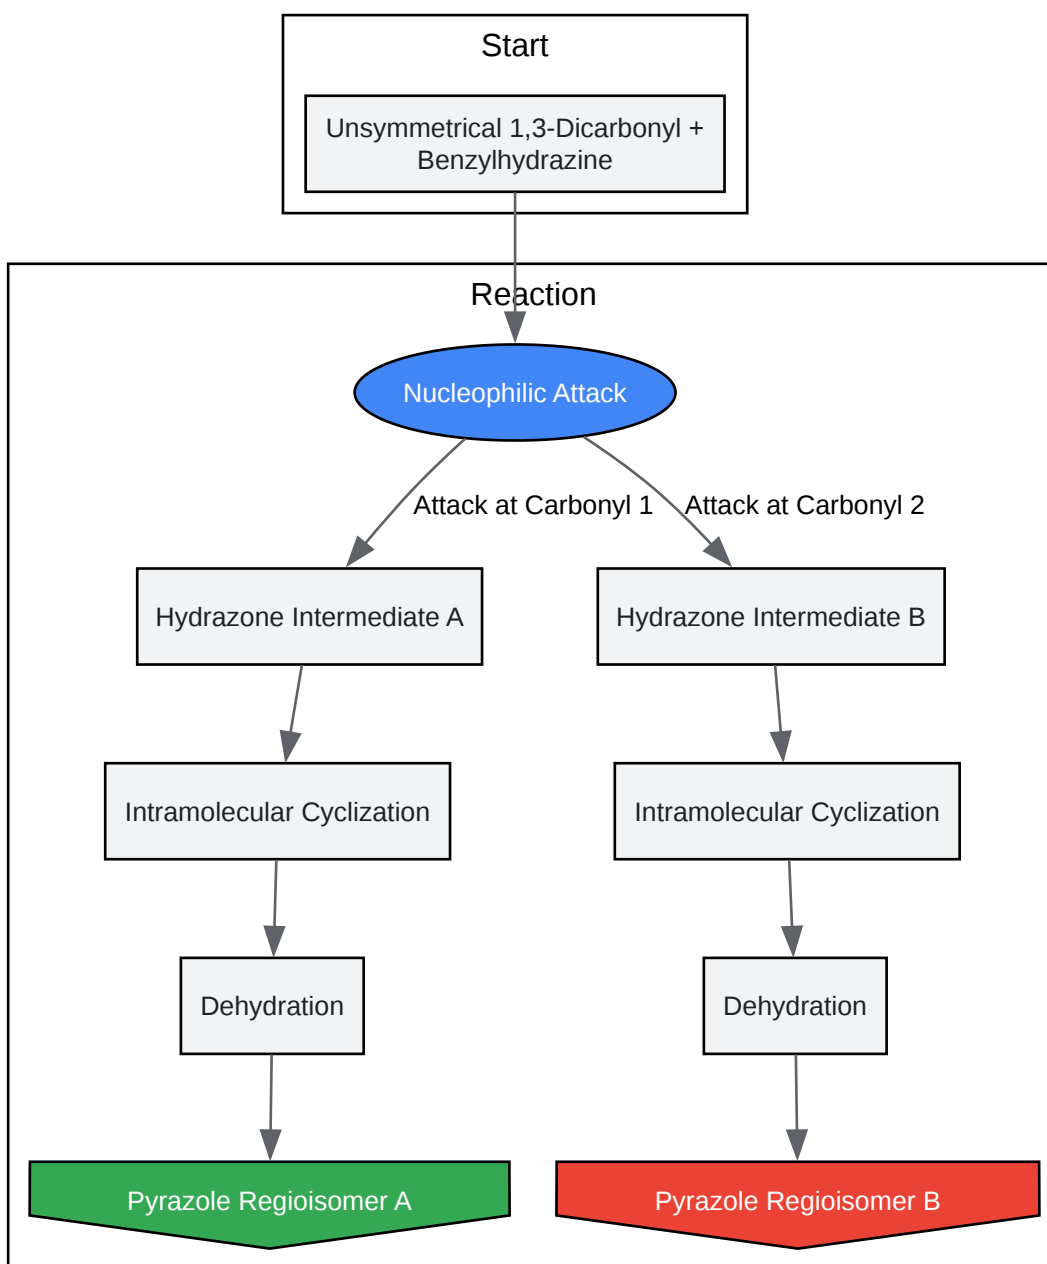 Start
Unsymmetrical 1,3-Dicarbonyl +
Benzylhydrazine
Reaction
Nucleophilic Attack
Attack at Carbonyl 1
Attack at Carbonyl 2
Hydrazone Intermediate A
Hydrazone Intermediate B
Intramolecular Cyclization
Intramolecular Cyclization
Dehydration
Dehydration
Pyrazole Regioisomer A
Pyrazole Regioisomer B